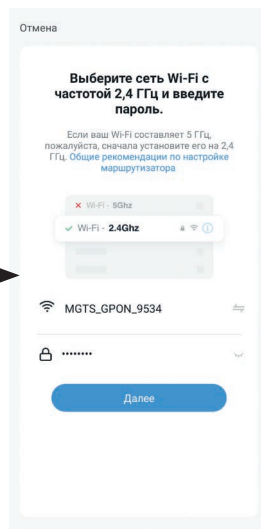 Отмена
Выберите сеть Wi-Fi с
частотой 2,4 ГГц и введите
пароль.
Если ваш Wi-Fi составляет 5 ГГц,
пожалуйста, сначала установите его на 2,4
ГГц. Общие рекомендации по настройке
маршрутизатора
Wi-Fi - 5Ghz
Wi-Fi - 2.4Ghz
MGTS_GPON_9534
••••••••
Далее